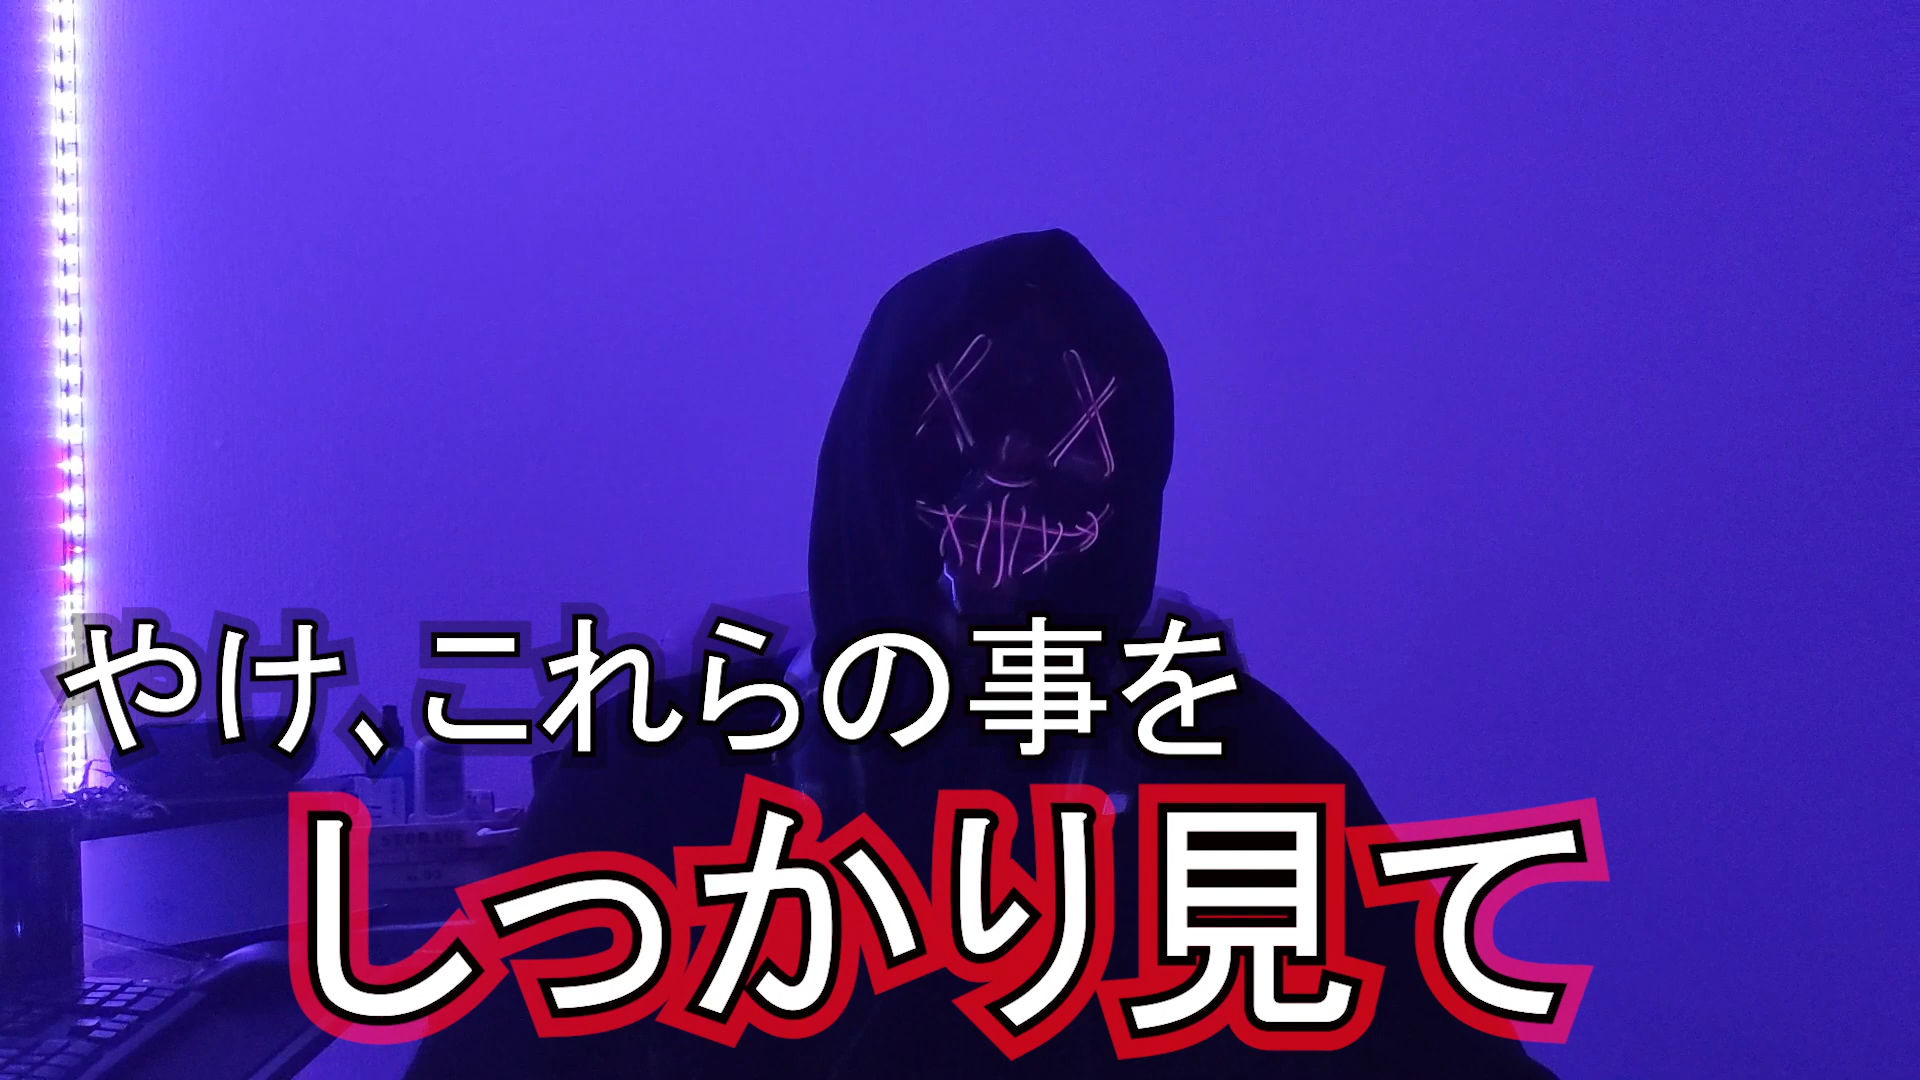 やけ、これらの事を
しっかり見て